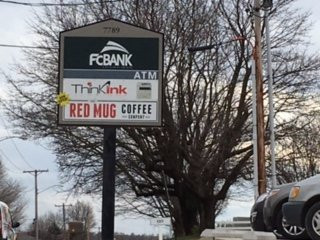 7789
FCBANK
ATM
ThinkInk
RED MUG COFFEE
COMPANY